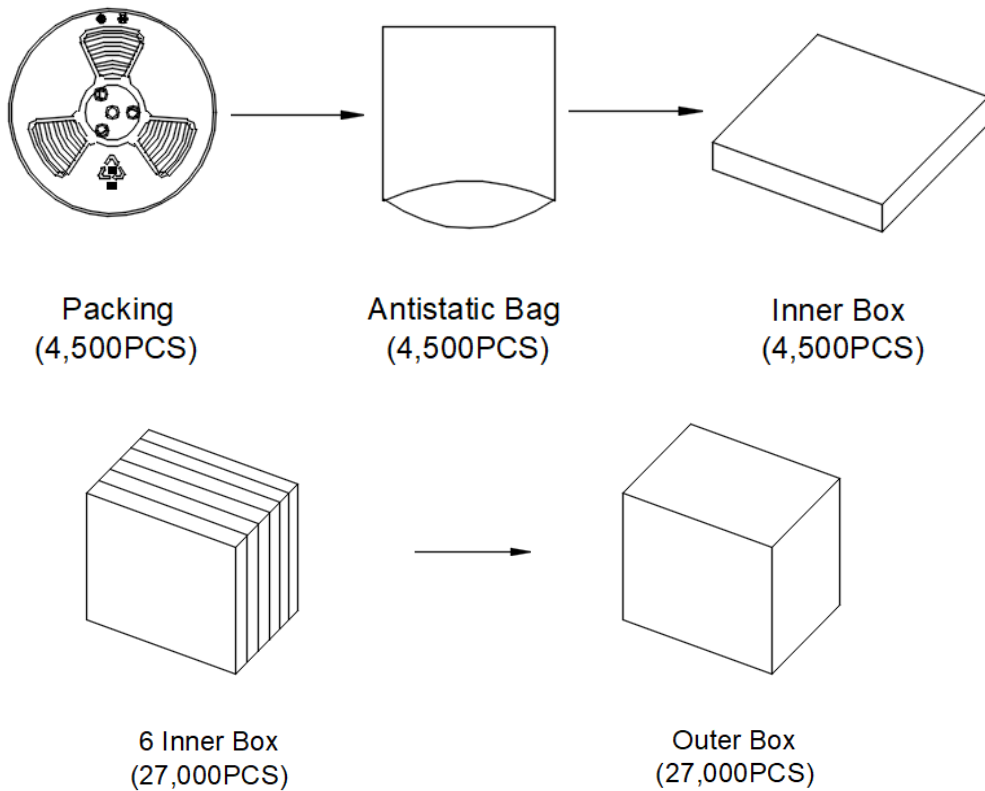 Packing
(4,500PCS)
Antistatic Bag
(4,500PCS)
Inner Box
(4,500PCS)
6 Inner Box
(27,000PCS)
Outer Box
(27,000PCS)